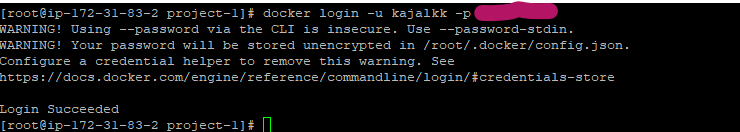 [root@ip-172-31-83-2 project-1]# docker login -u kajalkk -p
WARNING! Using --password via the CLI is insecure. Use --password-stdin.
WARNING! Your password will be stored unencrypted in /root/.docker/config.json.
Configure a credential helper to remove this warning. See
https://docs.docker.com/engine/reference/commandline/login/#credentials-store
Login Succeeded
[root@ip-172-31-83-2 project-1]#